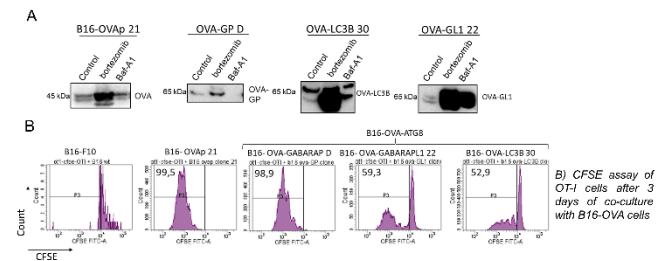 A
B16-OVAp 21
OVA-GP D
OVA-LC3B 30
OVA-GL1 22
Control
bortezomib
Baf-A1
Control
bortezomib
Baf-A1
Control
bortezomib
Baf-A1
Control
bortezomib
Baf-A1
45 kDa
OVA
65 kDa
OVA-
GP
65 kDa
OVA-LC3B
65 kDa
OVA-GL1
B
B16-OVA-ATG8
B16-F10
B16-OVAp 21
B16-OVA-GABARAP D
B16-OVA-GABARAPL1 22
B16-OVA-LC3B 30
99,5
98,9
59,3
52,9
P3
P3
P3
P3
P3
Count
CFSE FITC-A
CFSE FITC-A
CFSE FITC-A
CFSE FITC-A
CFSE FITC-A
Count
CFSE
B) CFSE assay of
OT-I cells after 3
days of co-culture
with B16-OVA cells